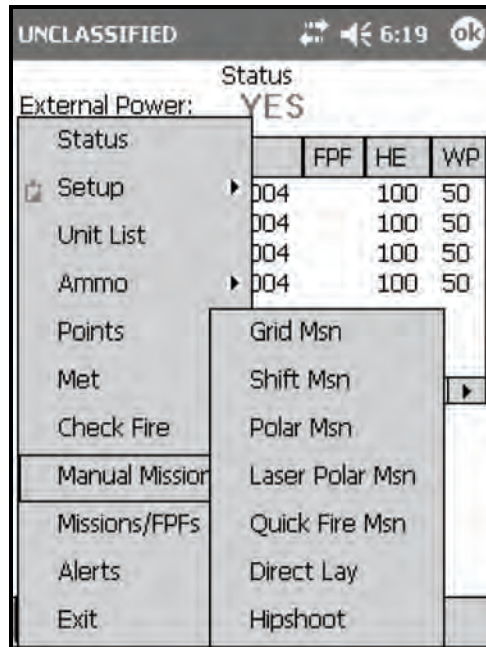 UNCLASSIFIED 6:19 ok
Status
External Power: YES
FPF HE WP
004 100 50
004 100 50
004 100 50
004 100 50
Status
Setup
Unit List
Ammo
Points
Met
Check Fire
Manual Mission
Missions/FPFs
Alerts
Exit
Grid Msn
Shift Msn
Polar Msn
Laser Polar Msn
Quick Fire Msn
Direct Lay
Hipshoot